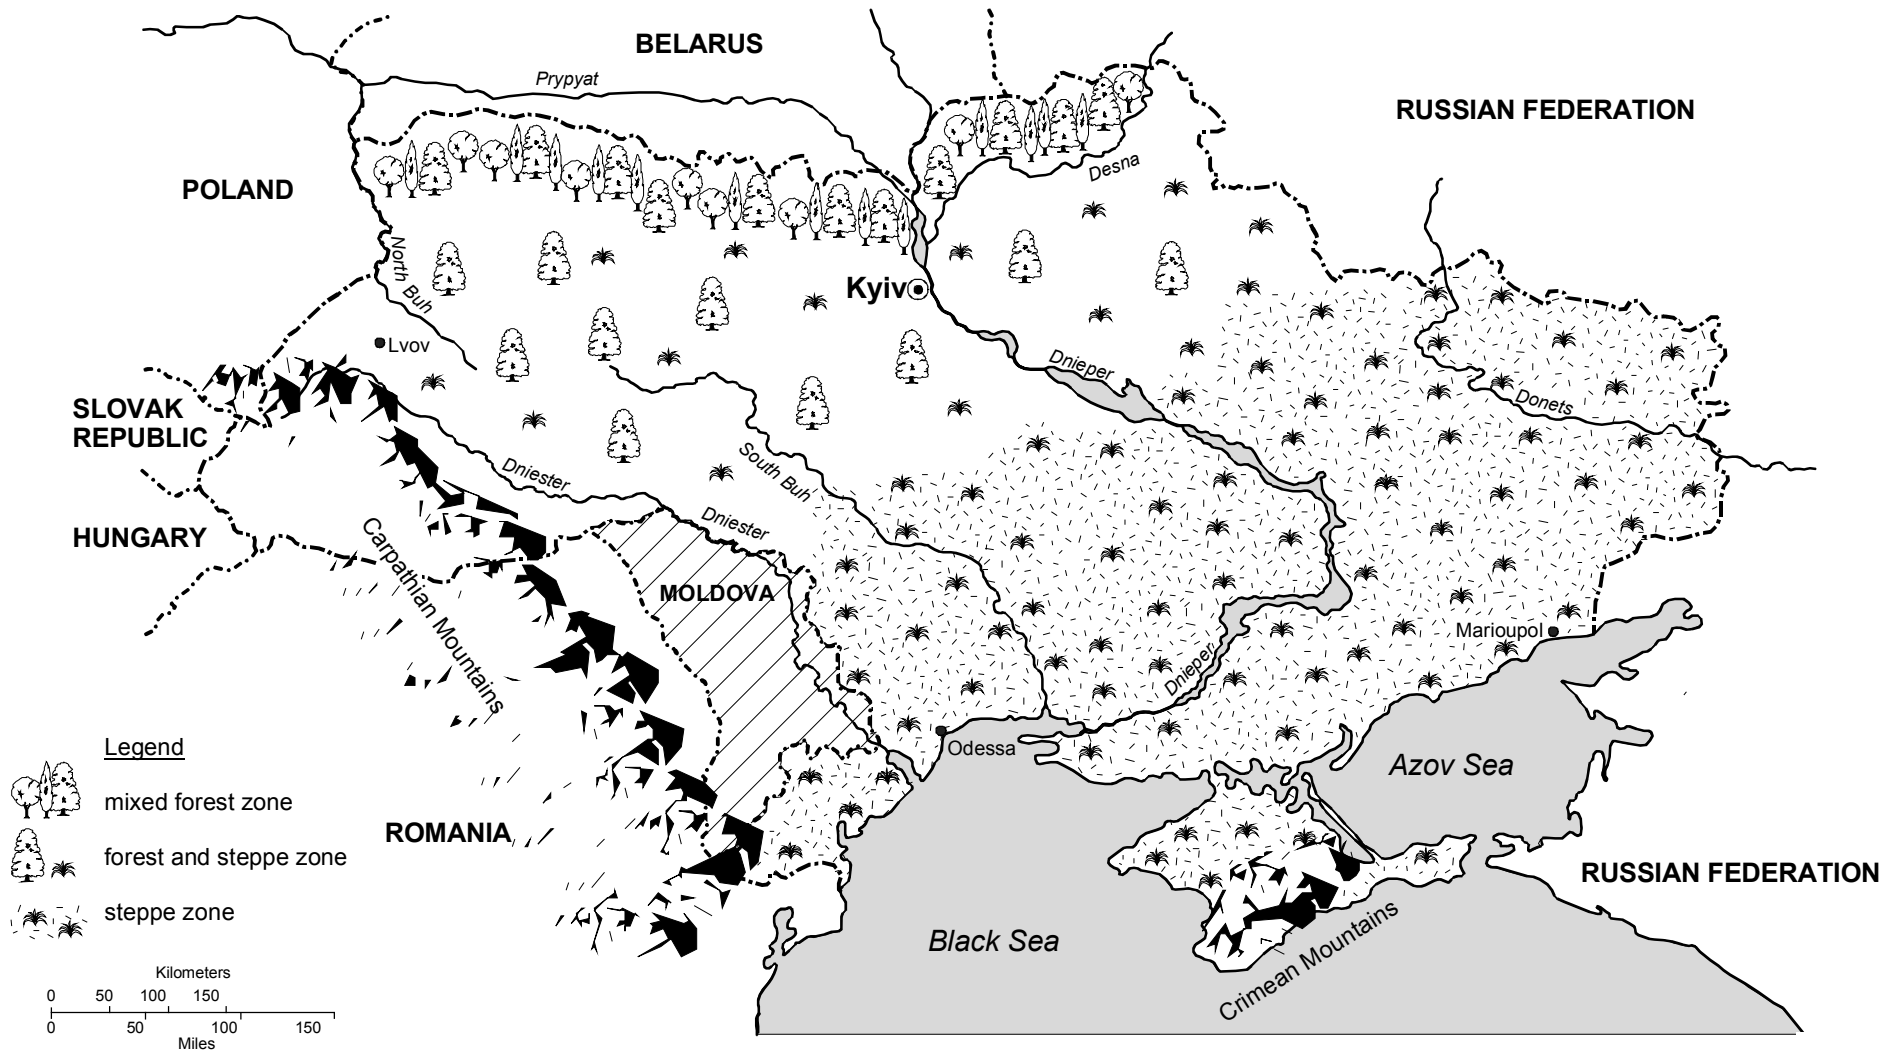 BELARUS
Prypyat
RUSSIAN FEDERATION
POLAND
Desna
North Buh
Kyiv
Lvov
Dnieper
SLOVAK
REPUBLIC
Donets
Dniester
South Buh
HUNGARY
Dniester
Carpathian Mountains
MOLDOVA
Marioupol
Dnieper
Odessa
Azov Sea
Legend
mixed forest zone
ROMANIA
forest and steppe zone
RUSSIAN FEDERATION
steppe zone
Black Sea
Crimean Mountains
Kilometers
0 50 100 150
0 50 100 150
Miles